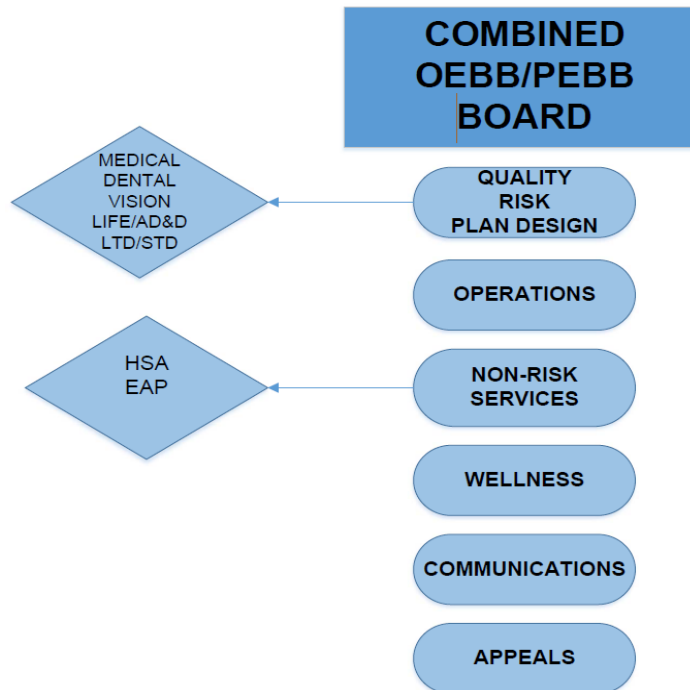 COMBINED
OEBB/PEBB
BOARD
MEDICAL
DENTAL
VISION
LIFE/AD&D
LTD/STD
QUALITY
RISK
PLAN DESIGN
OPERATIONS
HSA
EAP
NON-RISK
SERVICES
WELLNESS
COMMUNICATIONS
APPEALS